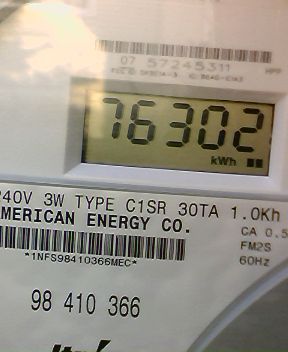 07 57245311
76302
kWh
240V 3W TYPE C1SR 30TA 1.0Kh
AMERICAN ENERGY CO.
CA 0.5
FM2S
60Hz
*1NFS98410366MEC*
98 410 366